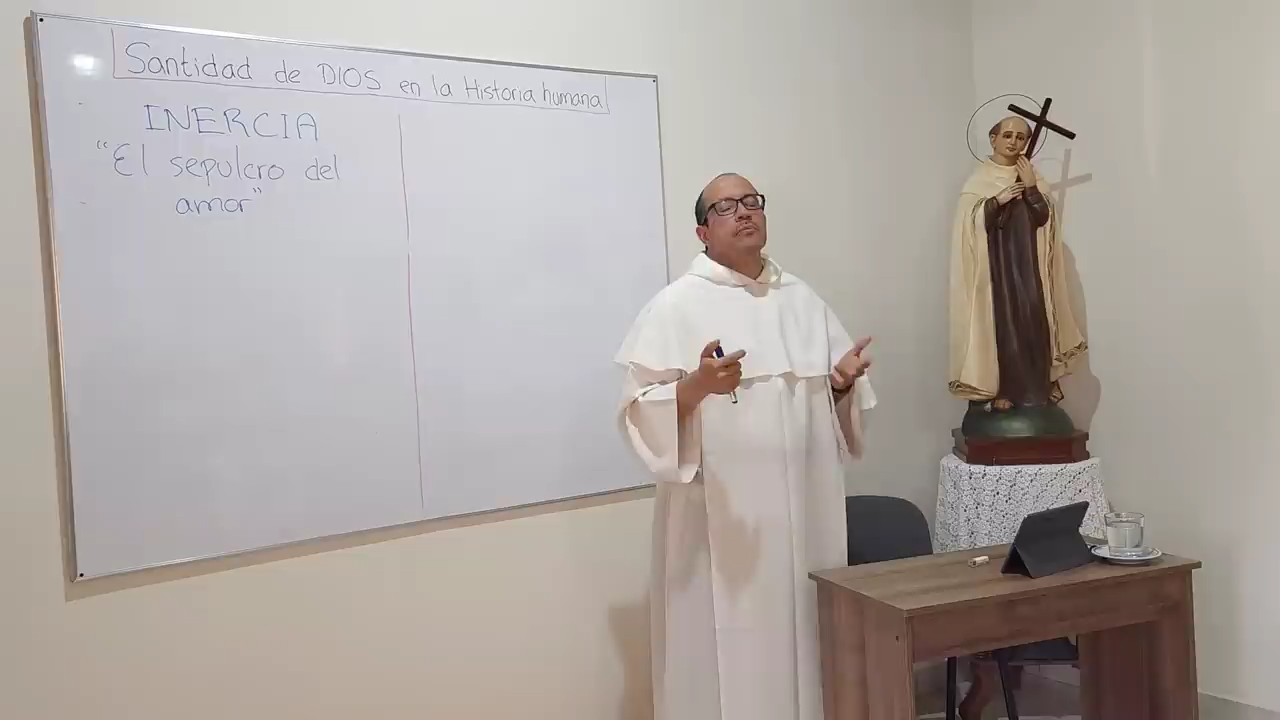 Santidad de DIOS en la Historia humana
INERCIA
"El sepulcro del
amor"